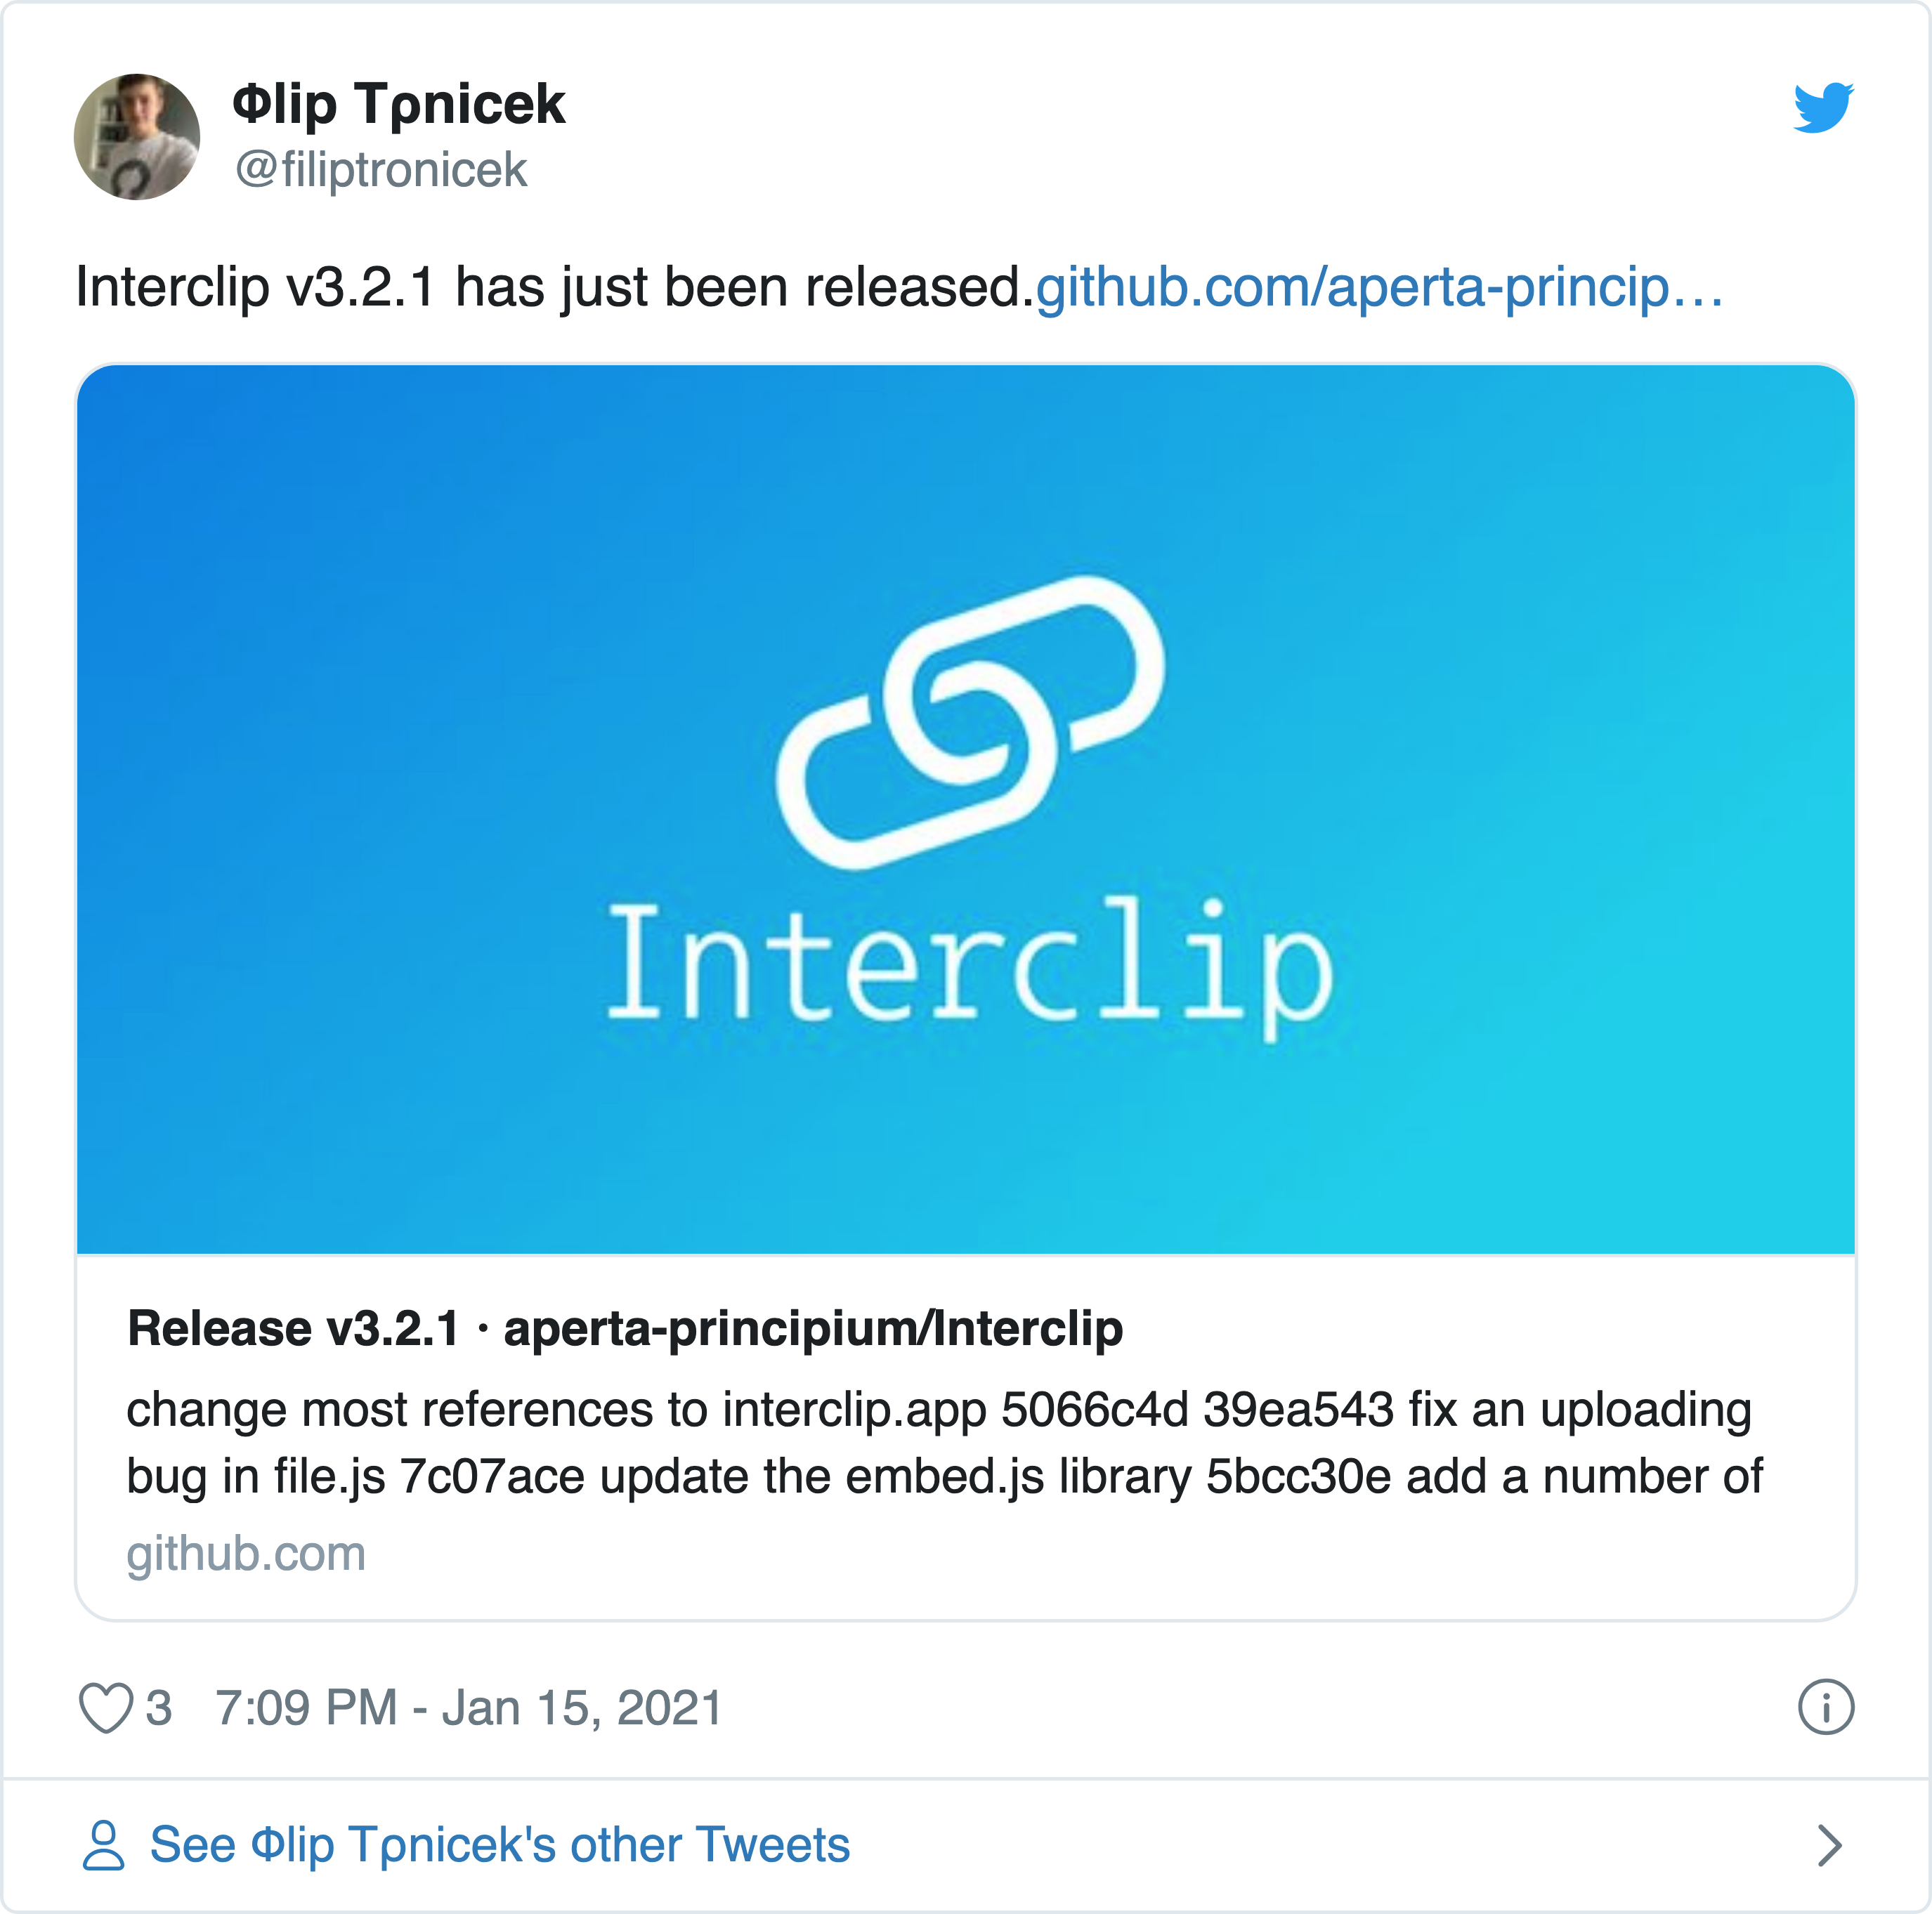 Φlip Tρnicek
@filiptronicek
Interclip v3.2.1 has just been released.github.com/aperta-princip…
Interclip
Release v3.2.1 · aperta-principium/Interclip
change most references to interclip.app 5066c4d 39ea543 fix an uploading
bug in file.js 7c07ace update the embed.js library 5bcc30e add a number of
github.com
3 7:09 PM - Jan 15, 2021
See Φlip Tρnicek's other Tweets